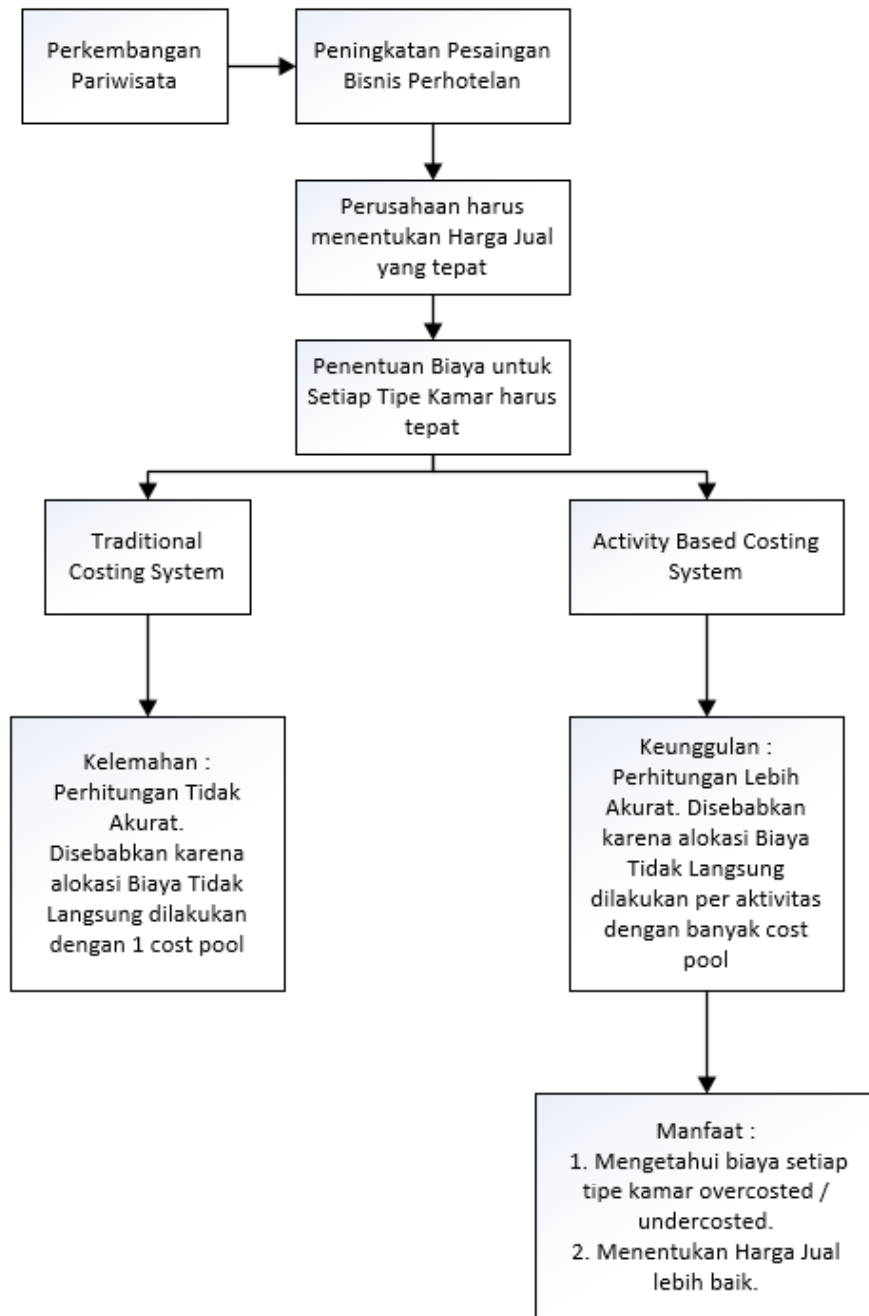 Perkembangan
Pariwisata
Peningkatan Pesaingan
Bisnis Perhotelan
Perusahaan harus
menentukan Harga Jual
yang tepat
Penentuan Biaya untuk
Setiap Tipe Kamar harus
tepat
Traditional
Costing System
Activity Based Costing
System
Kelemahan :
Perhitungan Tidak
Akurat.
Disebabkan karena
alokasi Biaya Tidak
Langsung dilakukan
dengan 1 cost pool
Keunggulan :
Perhitungan Lebih
Akurat. Disebabkan
karena alokasi Biaya
Tidak Langsung
dilakukan per aktivitas
dengan banyak cost
pool
Manfaat :
1. Mengetahui biaya setiap
tipe kamar overcosted /
undercosted.
2. Menentukan Harga Jual
lebih baik.